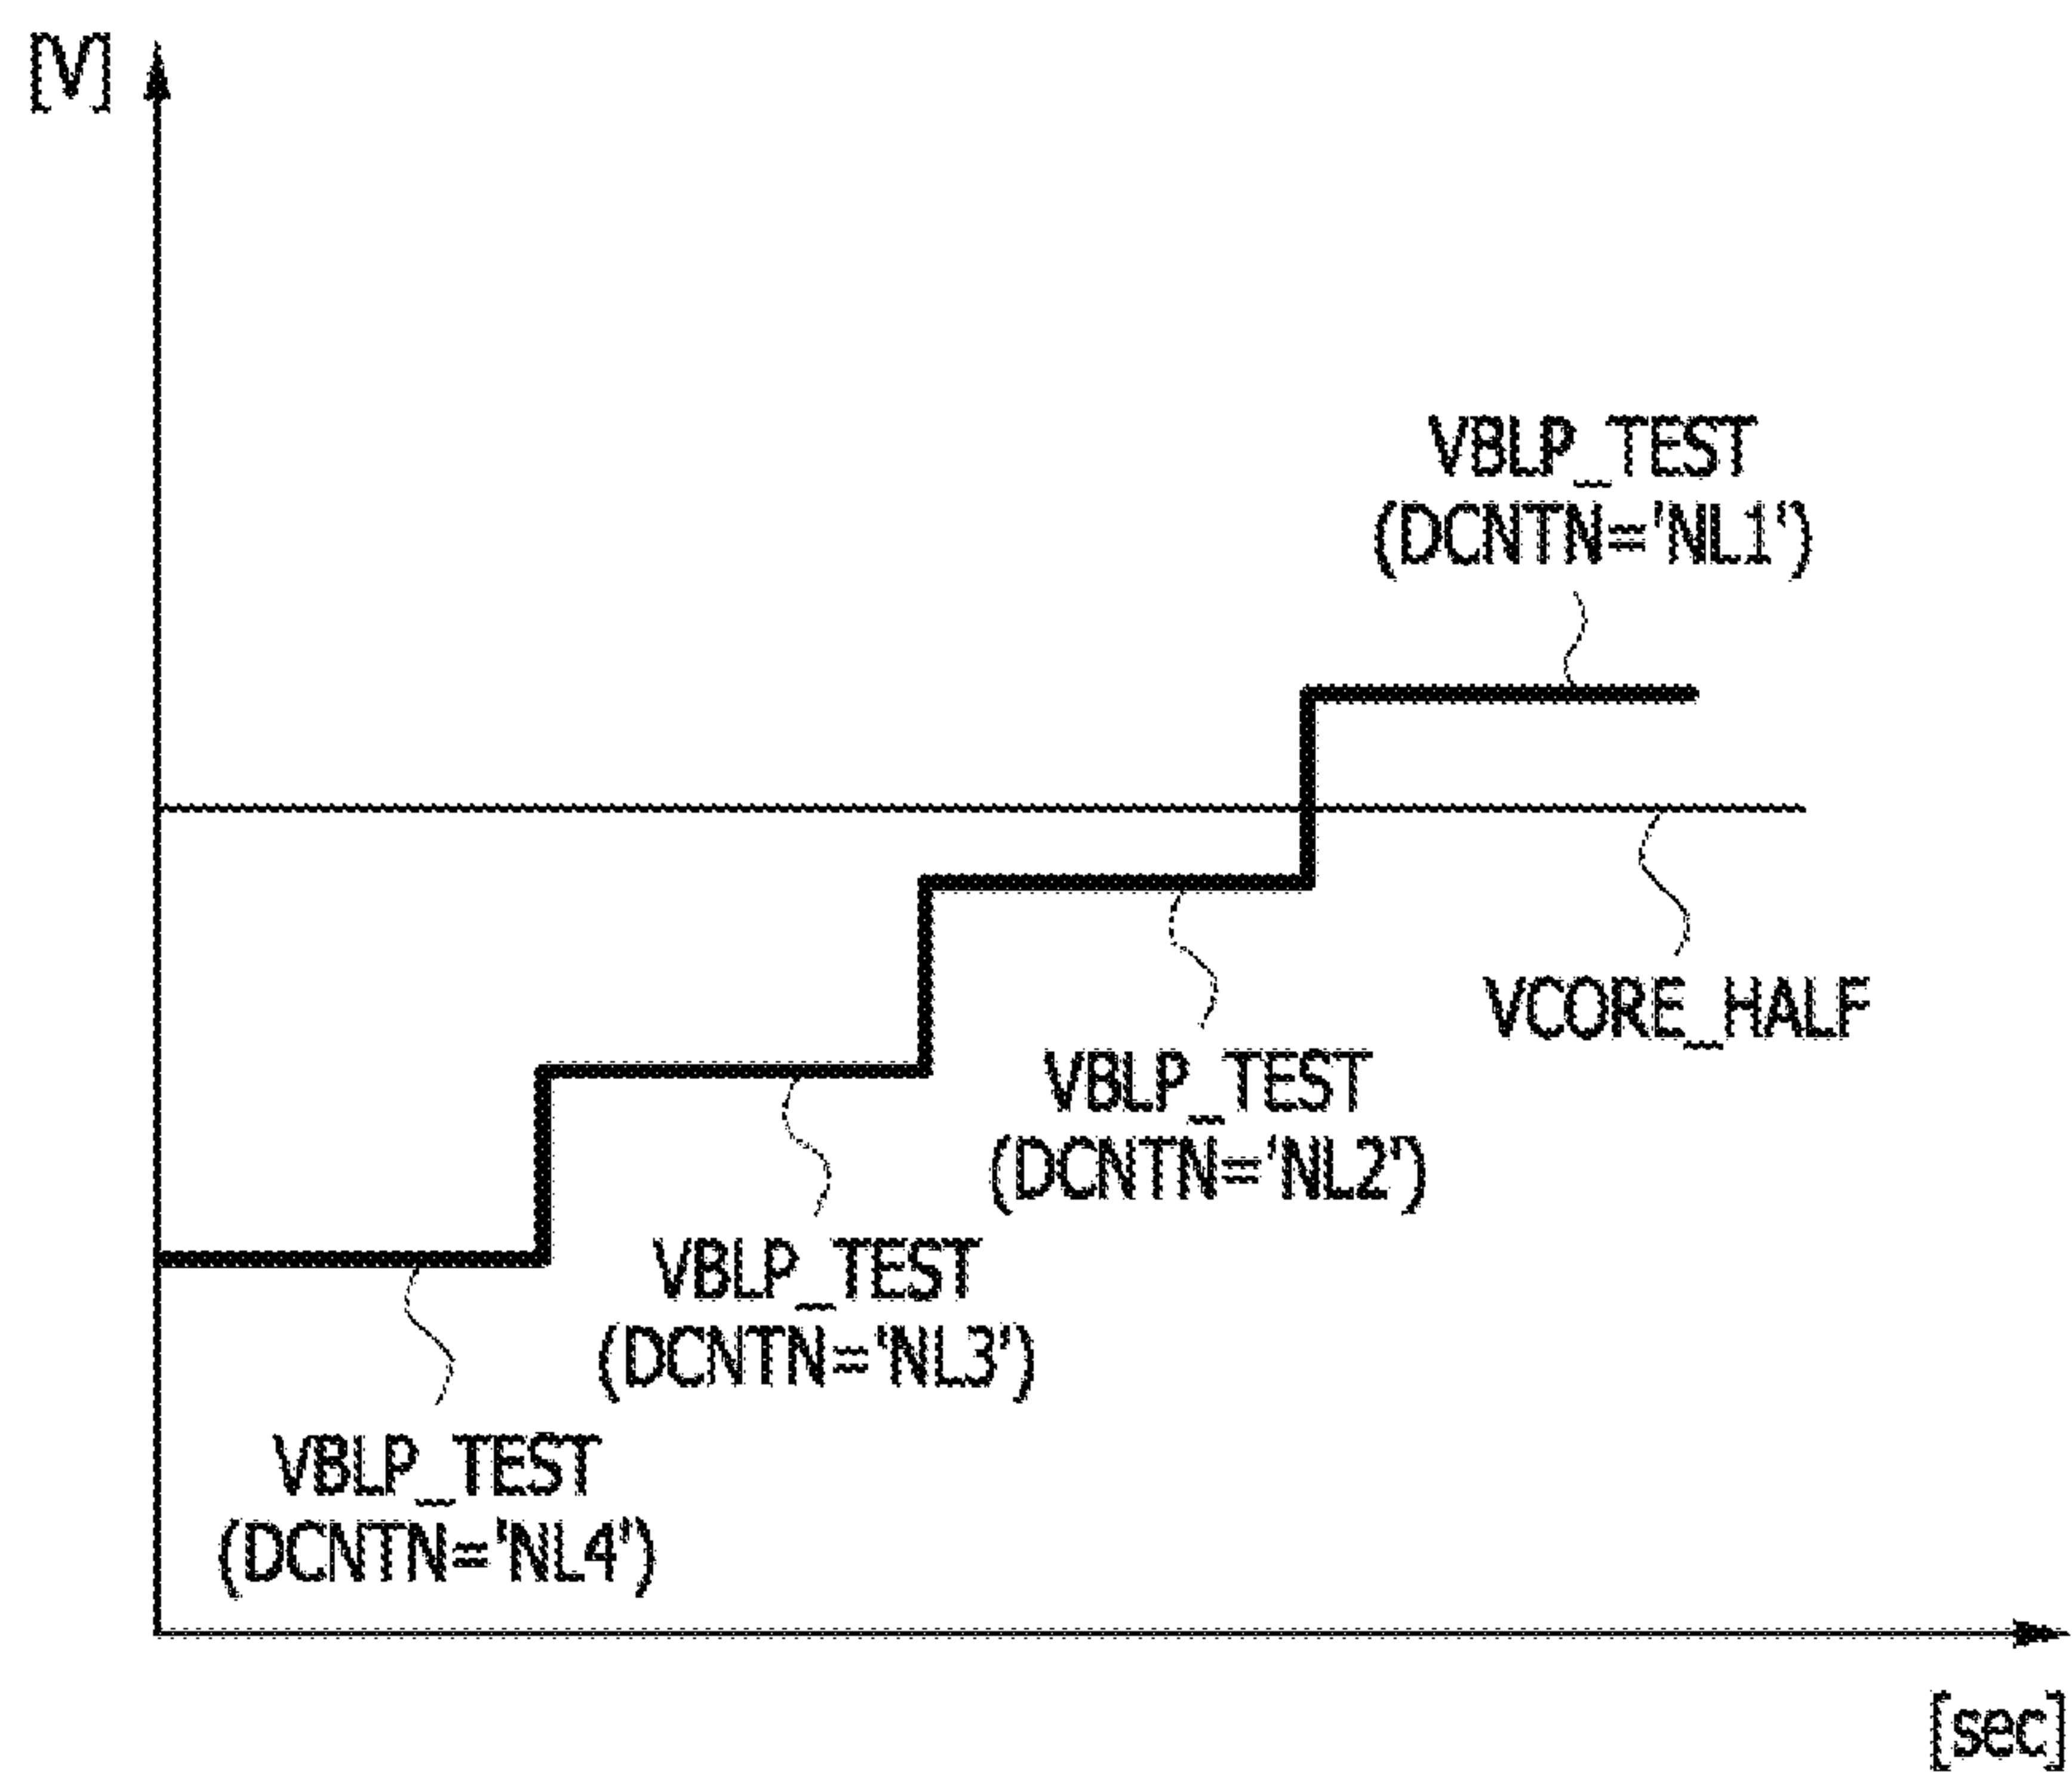 [V]
VBLP_TEST
(DCNTN='NL1')
VCORE_HALF
VBLP_TEST
(DCNTN='NL2')
VBLP_TEST
(DCNTN='NL3')
VBLP_TEST
(DCNTN='NL4')
[sec]